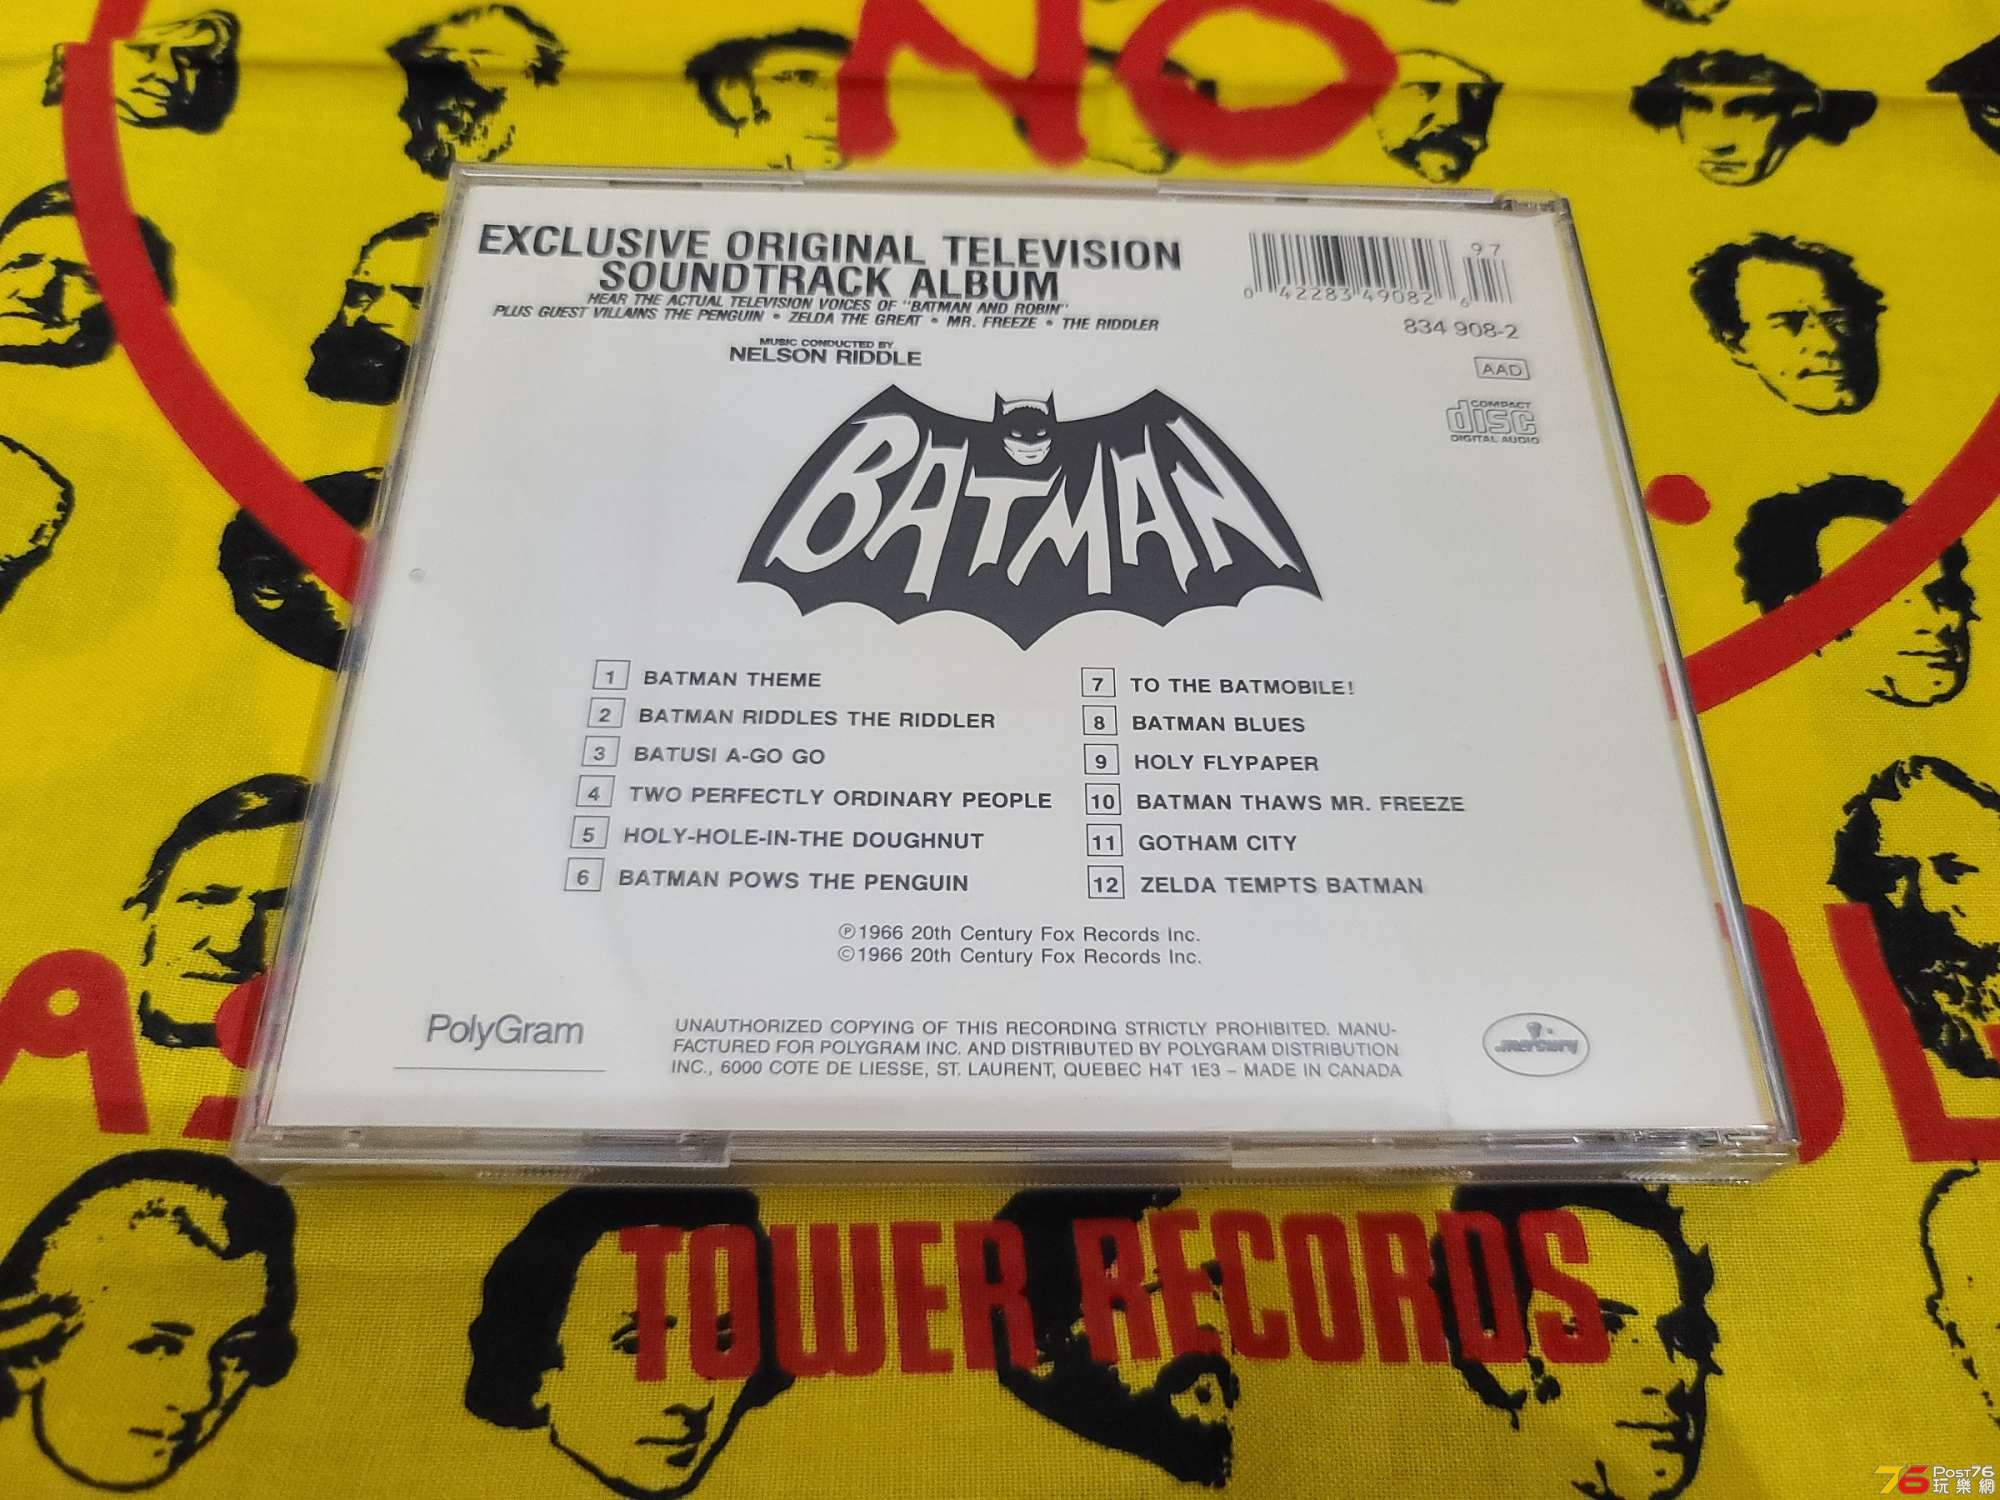 NO
EXCLUSIVE ORIGINAL TELEVISION
SOUNDTRACK ALBUM
HEAR THE ACTUAL TELEVISION VOICES OF "BATMAN AND ROBIN"
PLUS GUEST VILLAINS THE PENGUIN • ZELDA THE GREAT • MR. FREEZE • THE RIDDLER
MUSIC CONDUCTED BY
NELSON RIDDLE
97
0 42283 49082 6
834 908-2
AAD
COMPACT
disc
DIGITAL AUDIO
BATMAN
1 BATMAN THEME
2 BATMAN RIDDLES THE RIDDLER
3 BATUSI A-GO GO
4 TWO PERFECTLY ORDINARY PEOPLE
5 HOLY-HOLE-IN-THE DOUGHNUT
6 BATMAN POWS THE PENGUIN
7 TO THE BATMOBILE!
8 BATMAN BLUES
9 HOLY FLYPAPER
10 BATMAN THAWS MR. FREEZE
11 GOTHAM CITY
12 ZELDA TEMPTS BATMAN
℗1966 20th Century Fox Records Inc.
©1966 20th Century Fox Records Inc.
PolyGram
UNAUTHORIZED COPYING OF THIS RECORDING STRICTLY PROHIBITED. MANU-
FACTURED FOR POLYGRAM INC. AND DISTRIBUTED BY POLYGRAM DISTRIBUTION
INC., 6000 COTE DE LIESSE, ST. LAURENT, QUEBEC H4T 1E3 – MADE IN CANADA
mercury
TOWER RECORDS
76 Post76
玩樂網